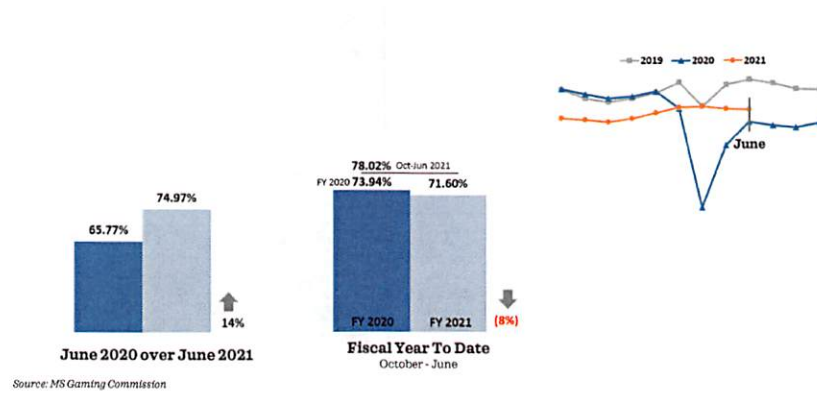 2019 2020 2021
June
78.02% Oct-Jun 2021
FY 2020 73.94% 71.60%
74.97%
65.77%
14%
FY 2020 FY 2021 (8%)
June 2020 over June 2021
Fiscal Year To Date
October - June
Source: MS Gaming Commission